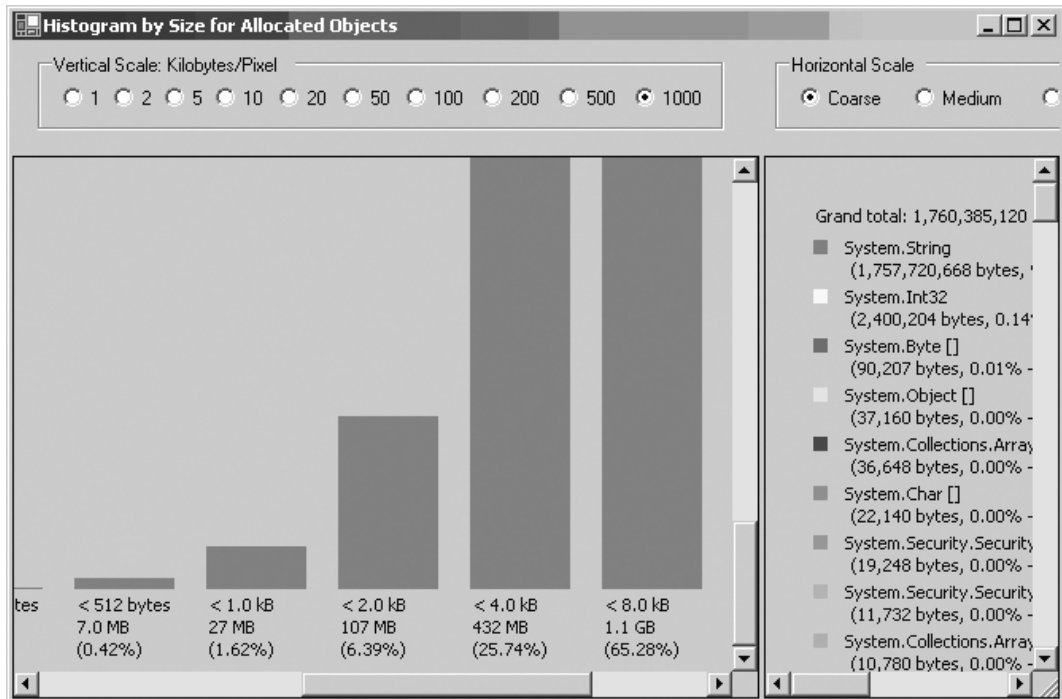 Histogram by Size for Allocated Objects
Vertical Scale: Kilobytes/Pixel
1 2 5 10 20 50 100 200 500 1000
Horizontal Scale
Coarse Medium
tes
< 512 bytes
7.0 MB
(0.42%)
< 1.0 kB
27 MB
(1.62%)
< 2.0 kB
107 MB
(6.39%)
< 4.0 kB
432 MB
(25.74%)
< 8.0 kB
1.1 GB
(65.28%)
Grand total: 1,760,385,120
System.String
(1,757,720,668 bytes,
System.Int32
(2,400,204 bytes, 0.14%
System.Byte []
(90,207 bytes, 0.01% -
System.Object []
(37,160 bytes, 0.00% -
System.Collections.Array
(36,648 bytes, 0.00% -
System.Char []
(22,140 bytes, 0.00% -
System.Security.Security
(19,248 bytes, 0.00% -
System.Security.Security
(11,732 bytes, 0.00% -
System.Collections.Array
(10,780 bytes, 0.00% -